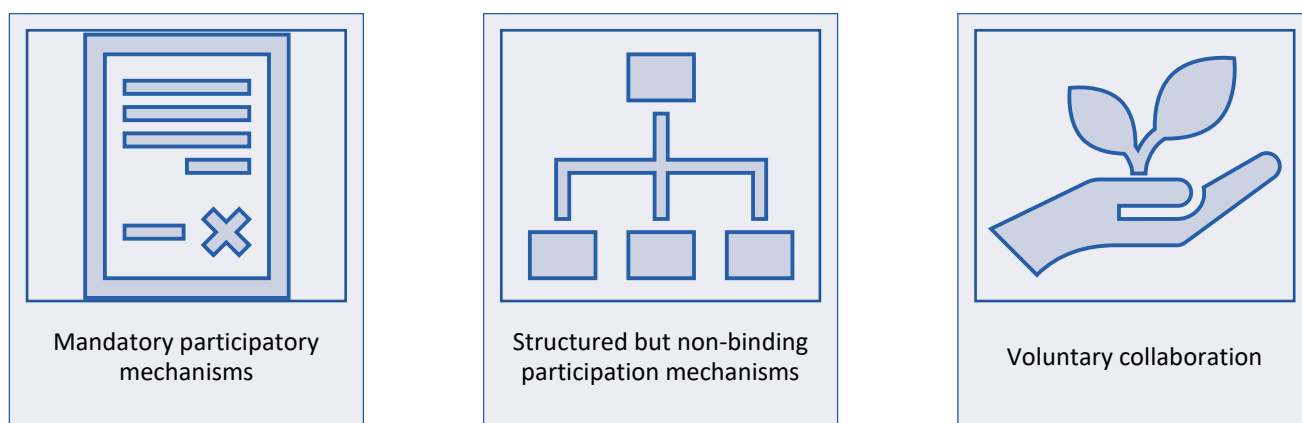 Mandatory participatory
mechanisms
Structured but non-binding
participation mechanisms
Voluntary collaboration